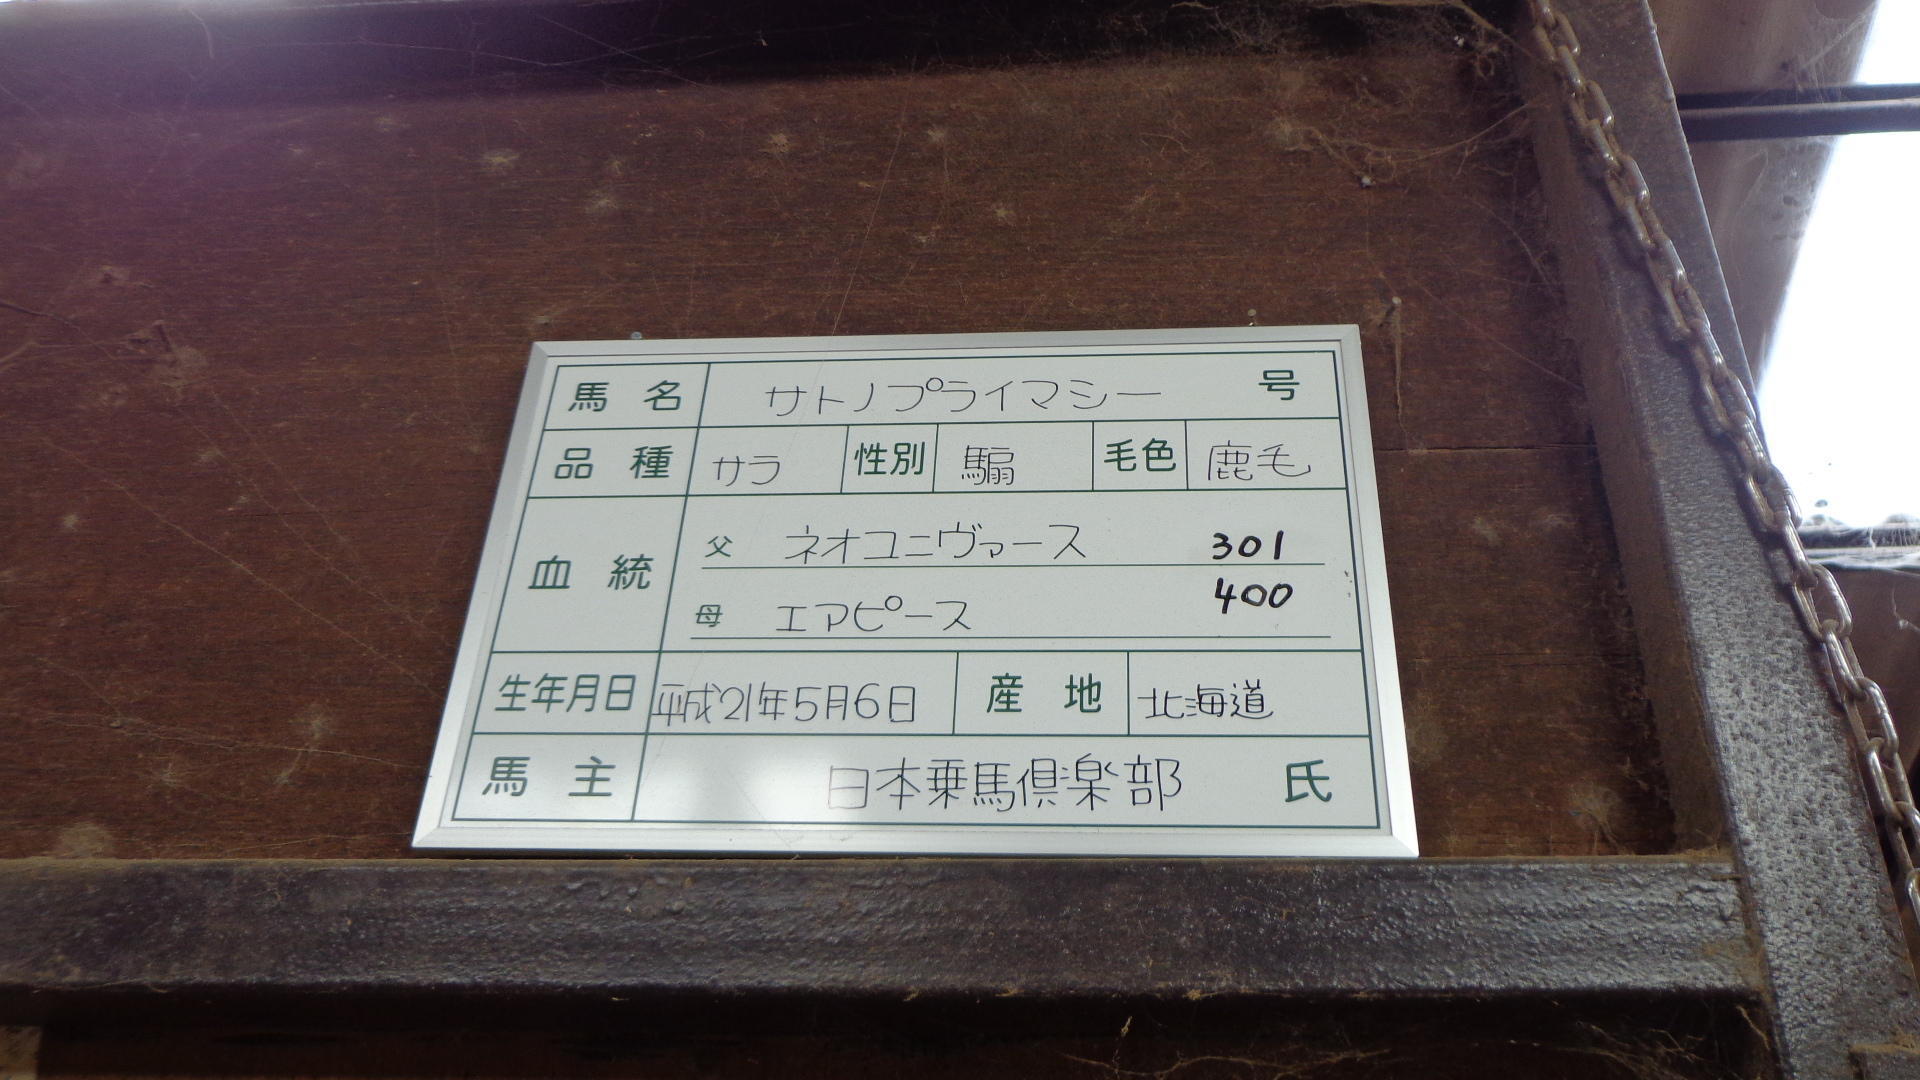 馬名 サトノプライマシー 号
品種 サラ 性別 騸 毛色 鹿毛
血統 父 ネオユニヴァース 301
母 エアピース 400
生年月日 平成21年5月6日 産地 北海道
馬主 日本乗馬倶楽部 氏